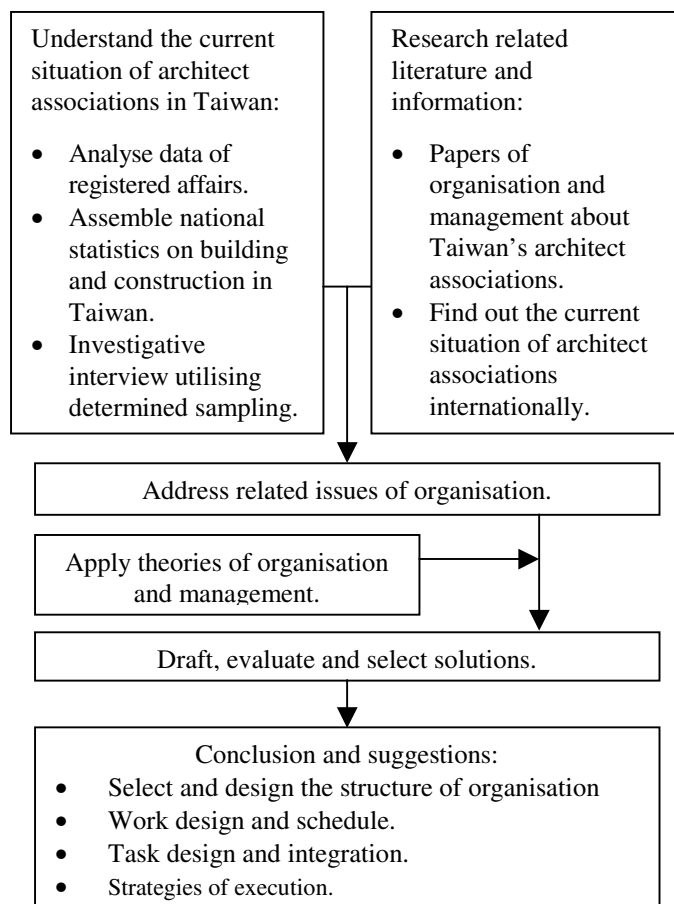 Understand the current
situation of architect
associations in Taiwan:
• Analyse data of
registered affairs.
• Assemble national
statistics on building
and construction in
Taiwan.
• Investigative
interview utilising
determined sampling.
Research related
literature and
information:
• Papers of
organisation and
management about
Taiwan's architect
associations.
• Find out the current
situation of architect
associations
internationally.
Address related issues of organisation.
Apply theories of organisation
and management.
Draft, evaluate and select solutions.
Conclusion and suggestions:
• Select and design the structure of organisation
• Work design and schedule.
• Task design and integration.
• Strategies of execution.